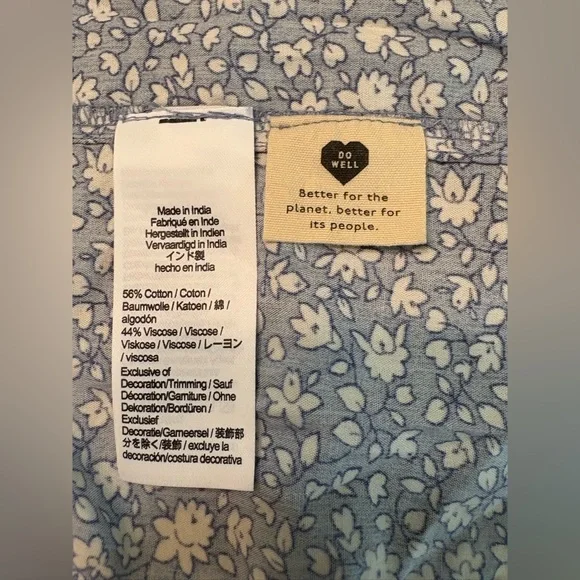 Made in India
Fabriqué en Inde
Hergestellt in Indien
Vervaardigd in India
インド製
hecho en india
56% Cotton / Coton /
Baumwolle / Katoen / 綿 /
algodón
44% Viscose / Viscose /
Viskose / Viscose / レーヨン
/ viscosa
Exclusive of
Decoration/Trimming / Sauf
Décoration/Garniture / Ohne
Dekoration/Bordüren /
Exclusief
Decoratie/Garneersel / 装飾部
分を除く/装飾 / excluye la
decoración/costura decorativa
DO
WELL
Better for the
planet, better for
its people.